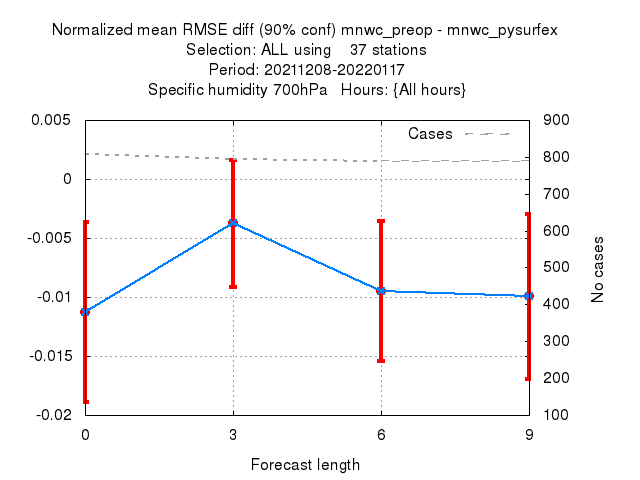 Normalized mean RMSE diff (90% conf) mnwc_preop - mnwc_pysurfex
Selection: ALL using    37 stations
Period: 20211208-20220117
Specific humidity 700hPa   Hours: {All hours}
0.005
0
-0.005
-0.01
-0.015
-0.02
Cases
900
800
700
600
500
400
300
200
100
No cases
0 3 6 9
Forecast length